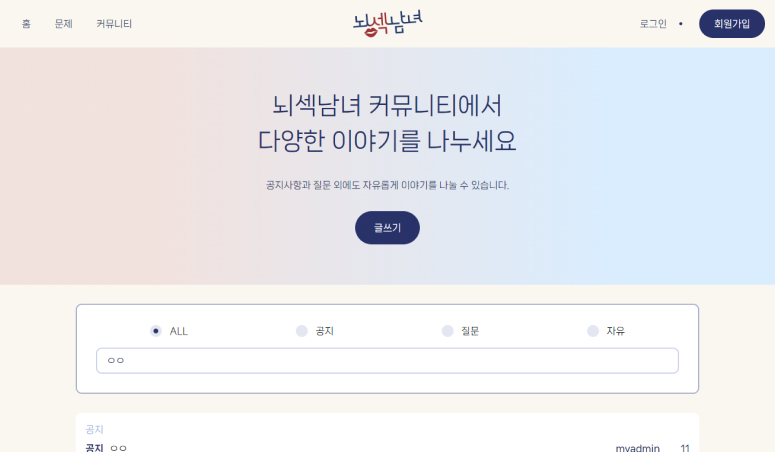 홈 문제 커뮤니티 뇌섹남녀 로그인 • 회원가입
뇌섹남녀 커뮤니티에서
다양한 이야기를 나누세요
공지사항과 질문 외에도 자유롭게 이야기를 나눌 수 있습니다.
글쓰기
ALL 공지 질문 자유
ㅇㅇ
공지
공지 ㅇㅇ myadmin 11